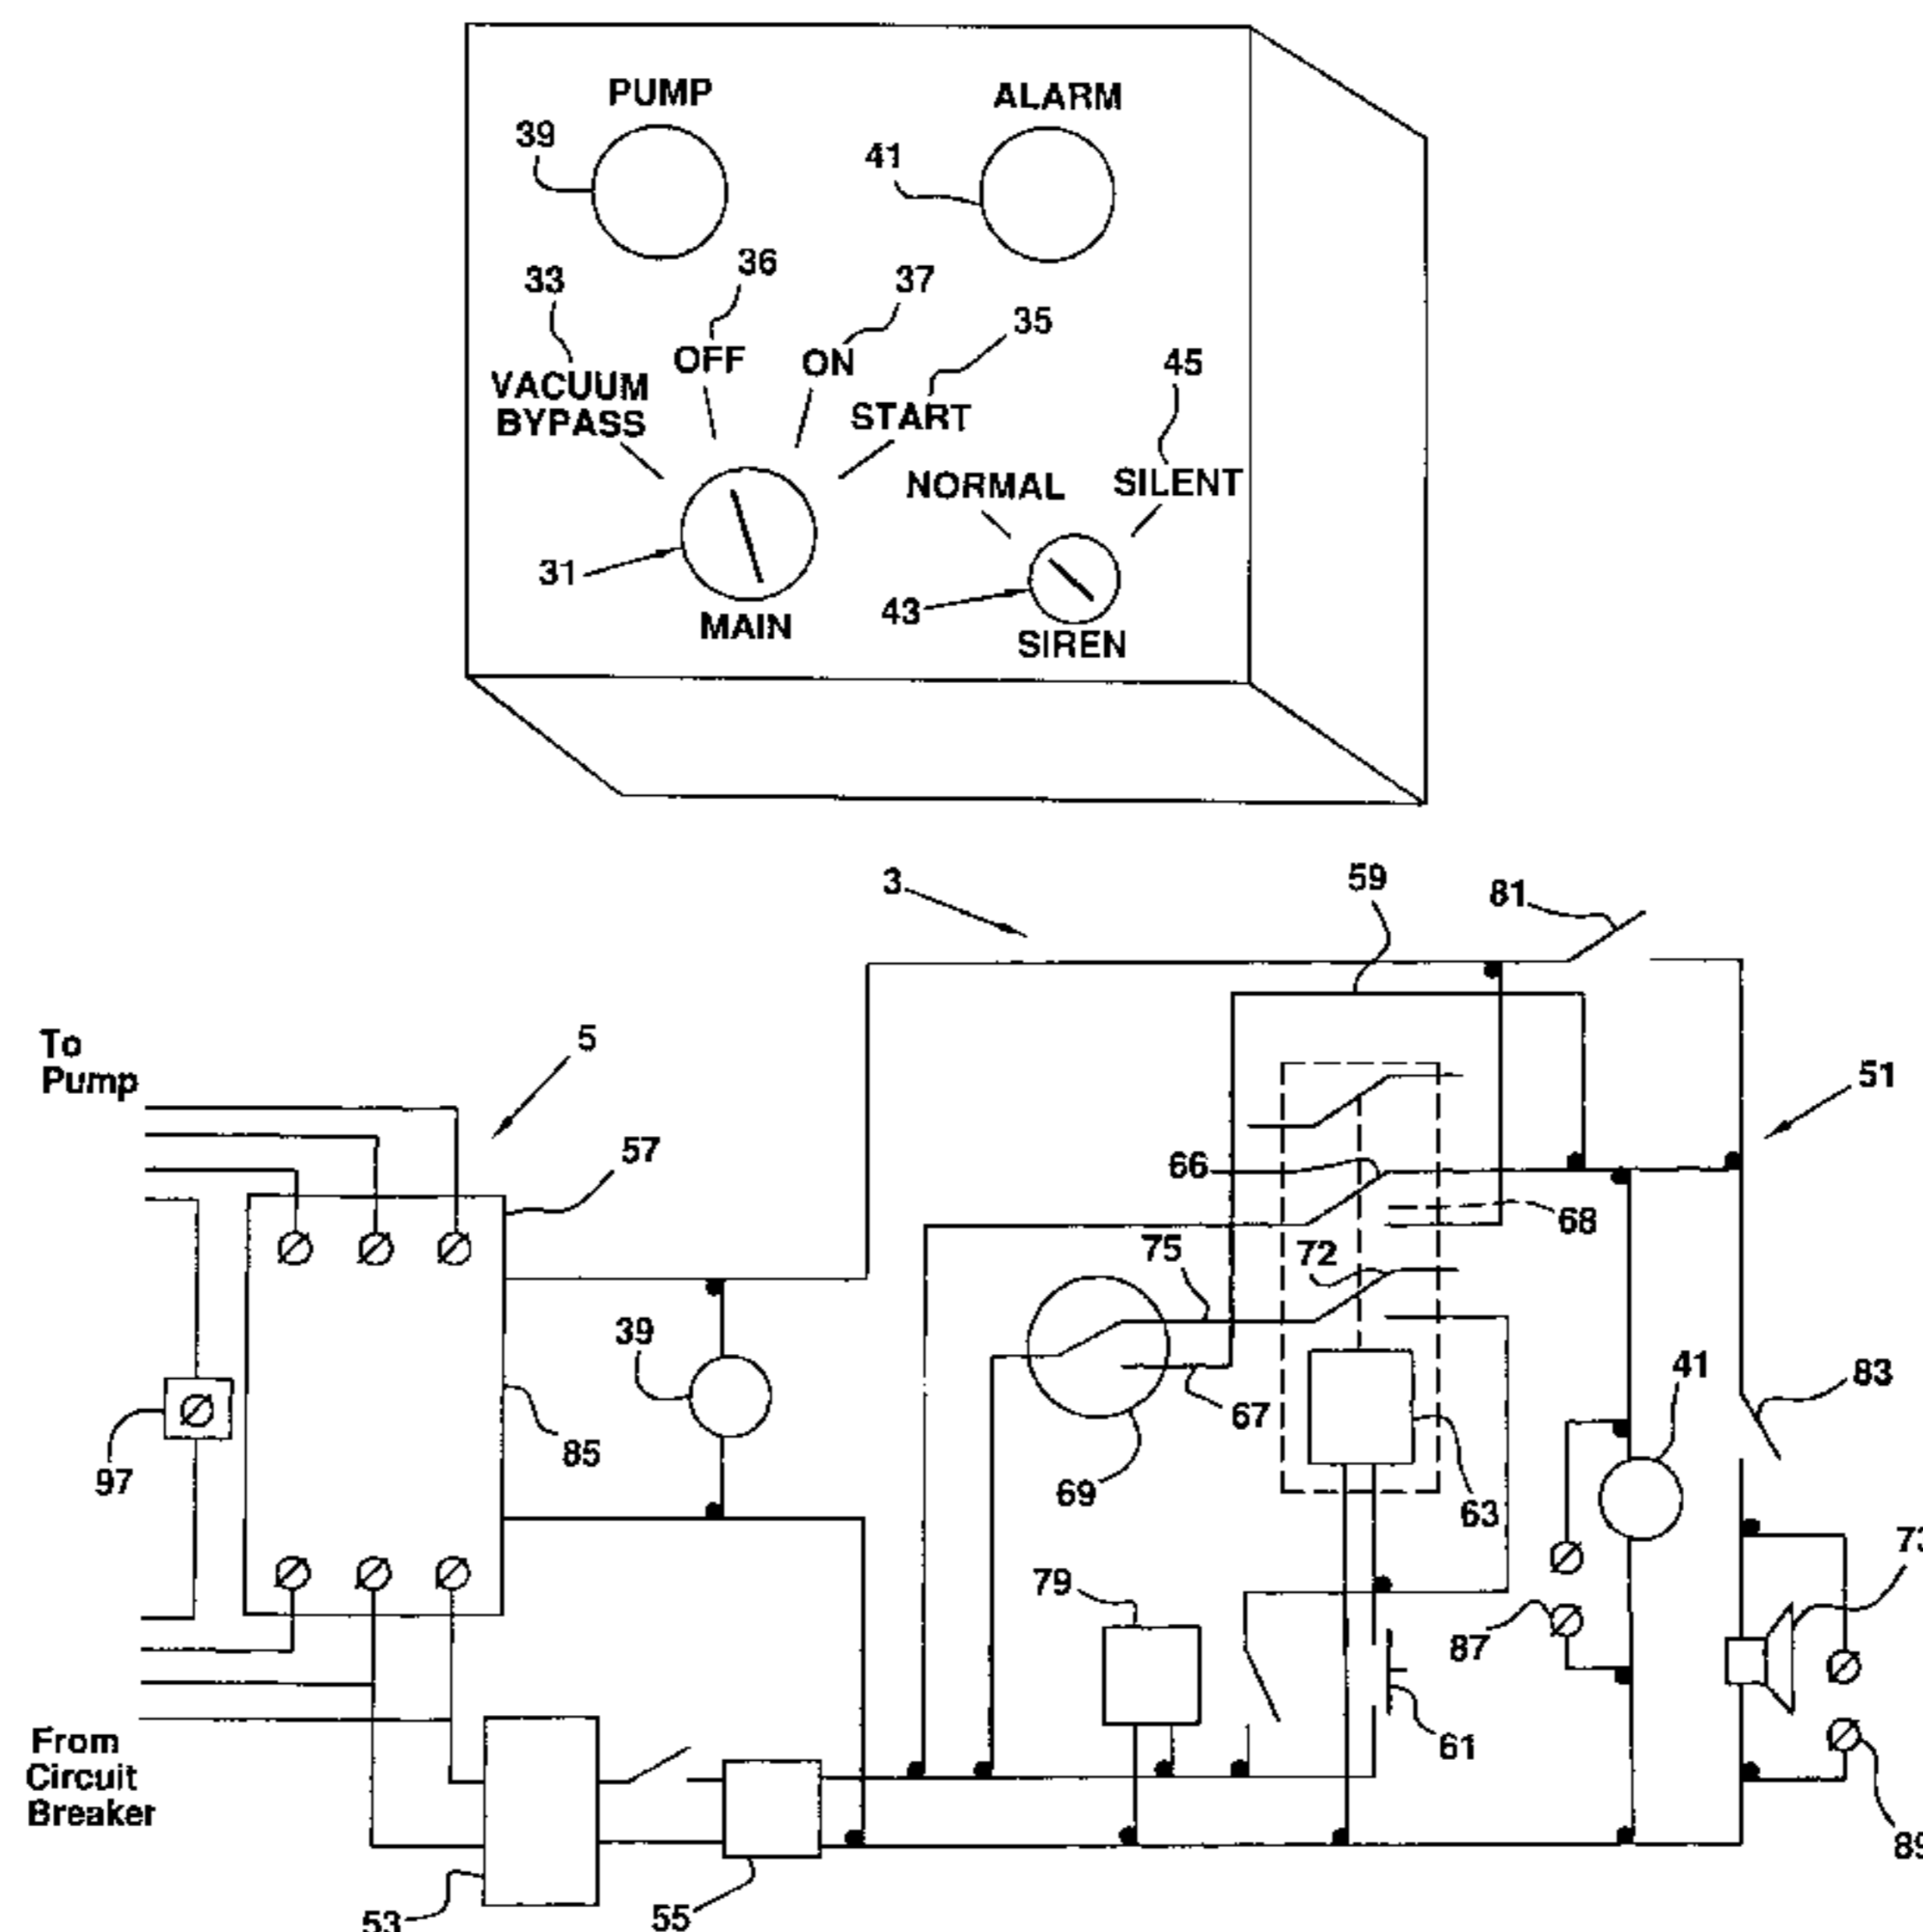 PUMP
ALARM
39
41
36
33
37
35
OFF
ON
45
VACUUM
BYPASS
START
NORMAL
SILENT
31
43
MAIN
SIREN
3
59
81
To
Pump
5
51
57
66
68
75
72
39
41
83
85
67
97
69
63
73
79
87
61
From
Circuit
Breaker
89
53
55